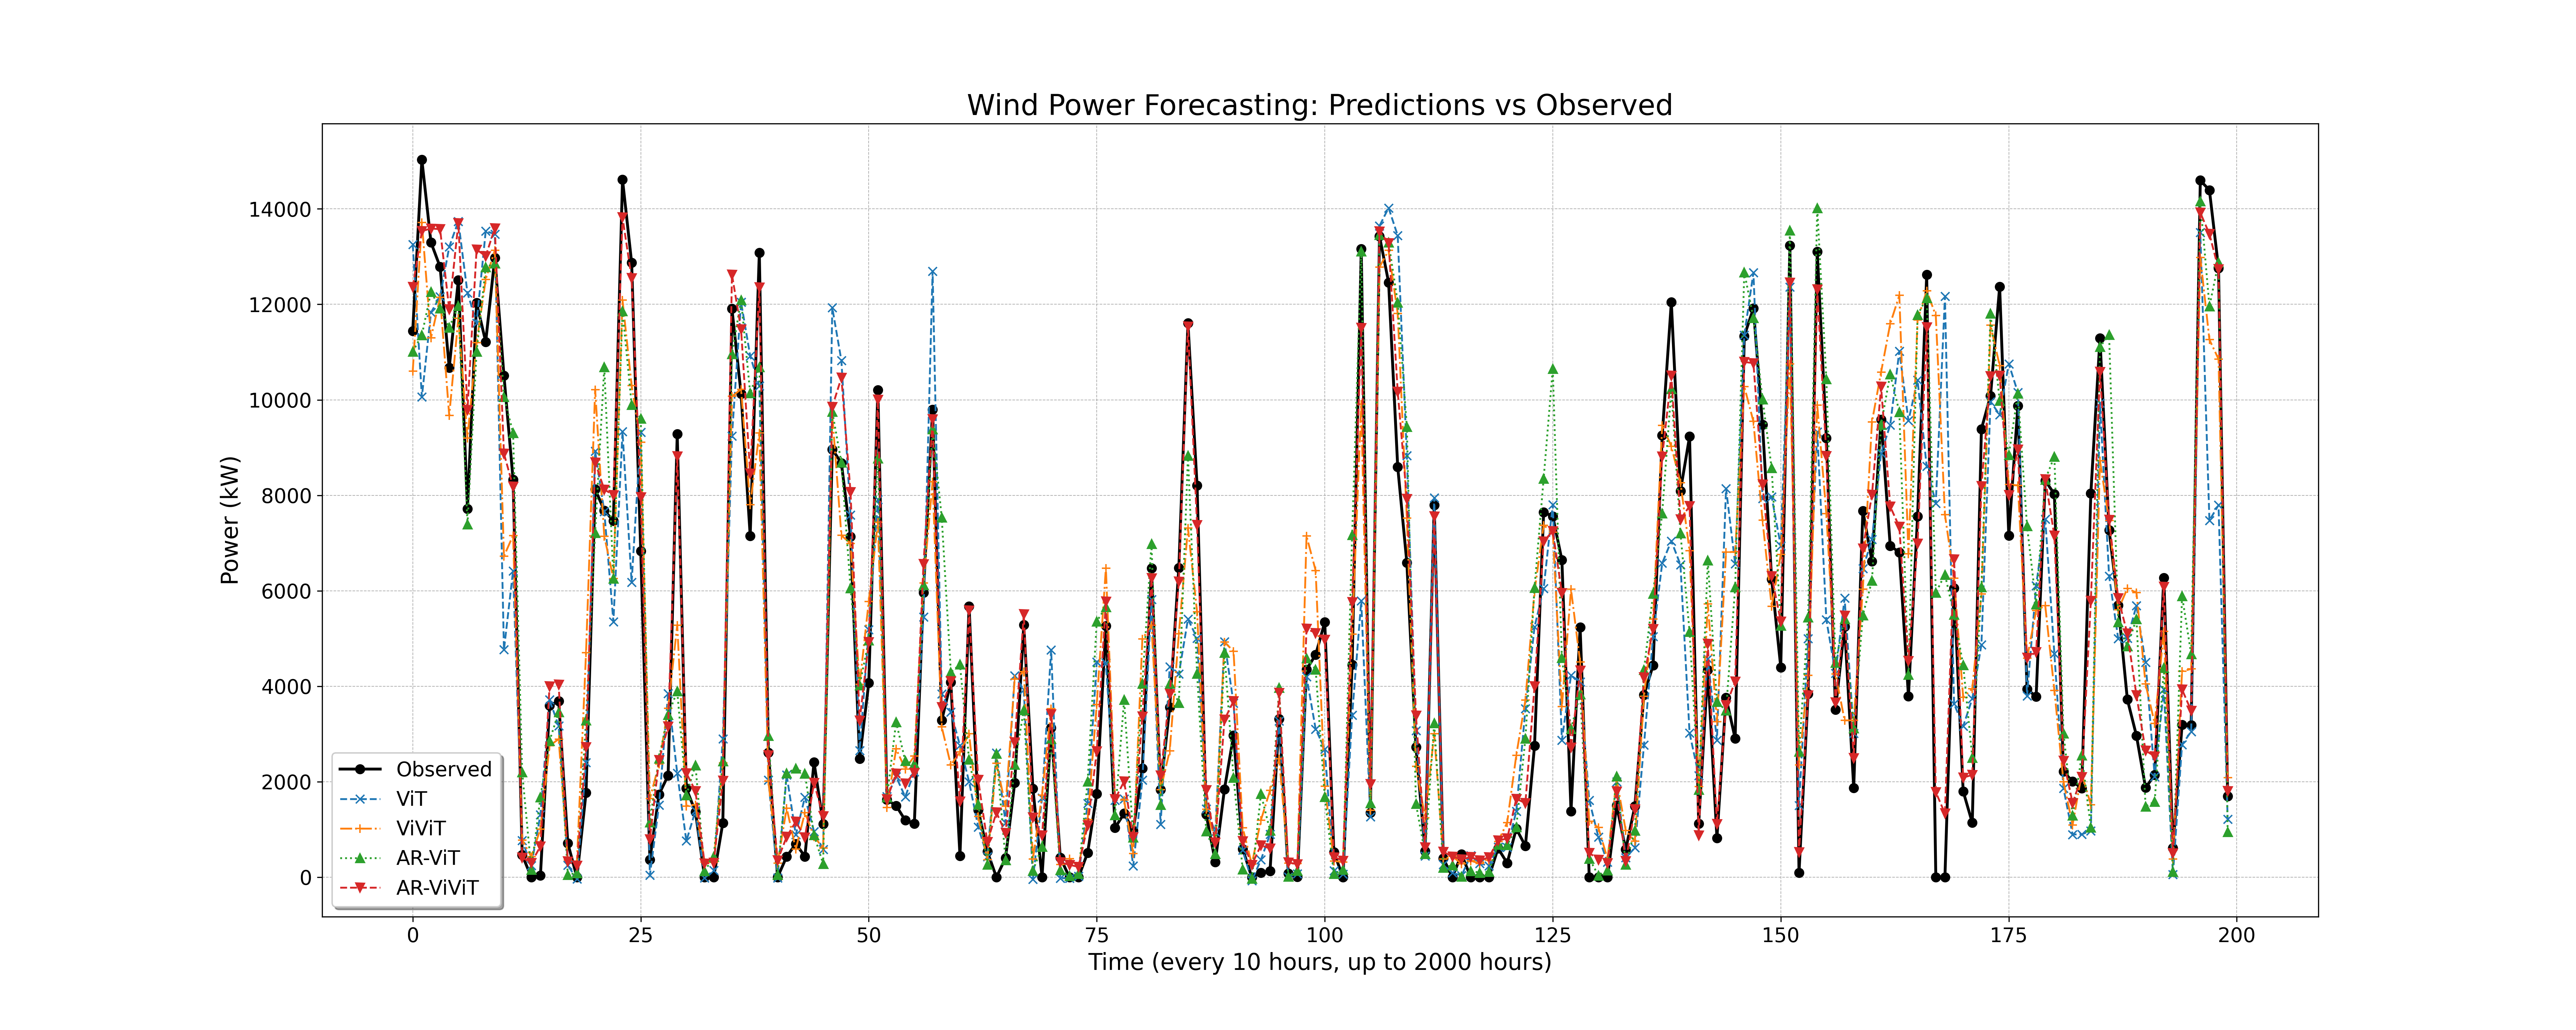 Wind Power Forecasting: Predictions vs Observed
Power (kW)
14000
12000
10000
8000
6000
4000
2000
0
Observed
ViT
ViViT
AR-ViT
AR-ViViT
0 25 50 75 100 125 150 175 200
Time (every 10 hours, up to 2000 hours)